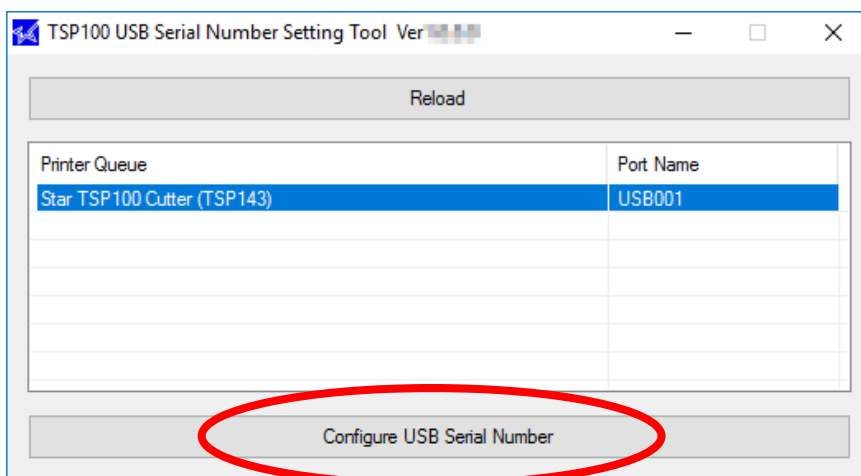 TSP100 USB Serial Number Setting Tool Ver
Reload
Printer Queue Port Name
Star TSP100 Cutter (TSP143) USB001
Configure USB Serial Number